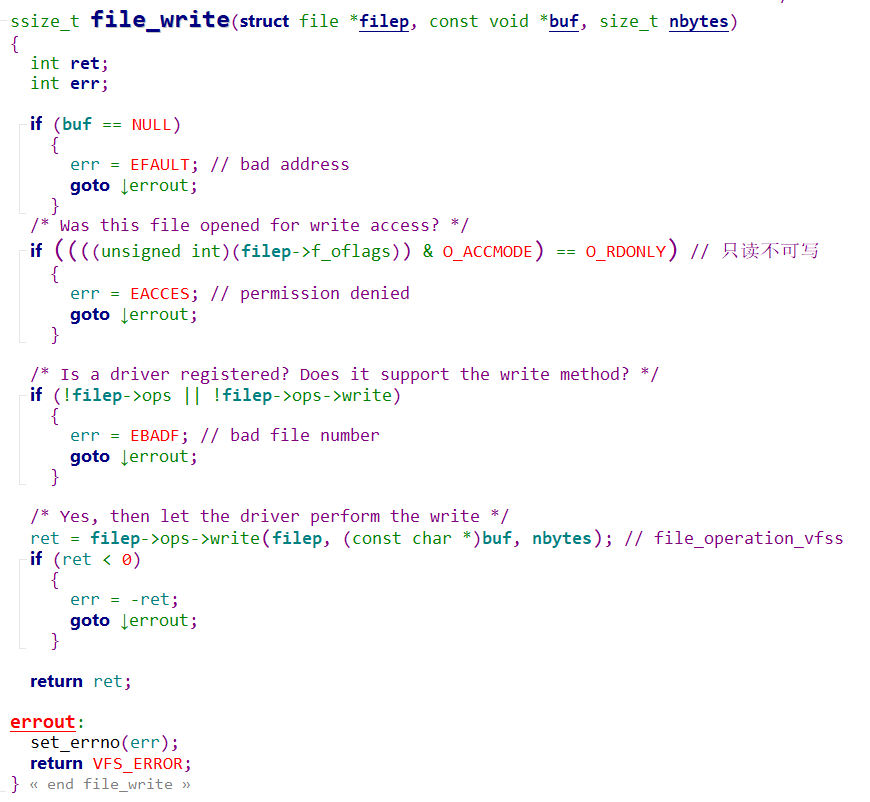 ssize_t file_write(struct file *filep, const void *buf, size_t nbytes)
{
  int ret;
  int err;

  if (buf == NULL)
    {
      err = EFAULT; // bad address
      goto ↓errout;
    }
  /* Was this file opened for write access? */
  if ((((unsigned int)(filep->f_oflags)) & O_ACCMODE) == O_RDONLY) // 只读不可写
    {
      err = EACCES; // permission denied
      goto ↓errout;
    }

  /* Is a driver registered? Does it support the write method? */
  if (!filep->ops || !filep->ops->write)
    {
      err = EBADF; // bad file number
      goto ↓errout;
    }

  /* Yes, then let the driver perform the write */
  ret = filep->ops->write(filep, (const char *)buf, nbytes); // file_operation_vfss
  if (ret < 0)
    {
      err = -ret;
      goto ↓errout;
    }

  return ret;

errout:
  set_errno(err);
  return VFS_ERROR;
} « end file_write »